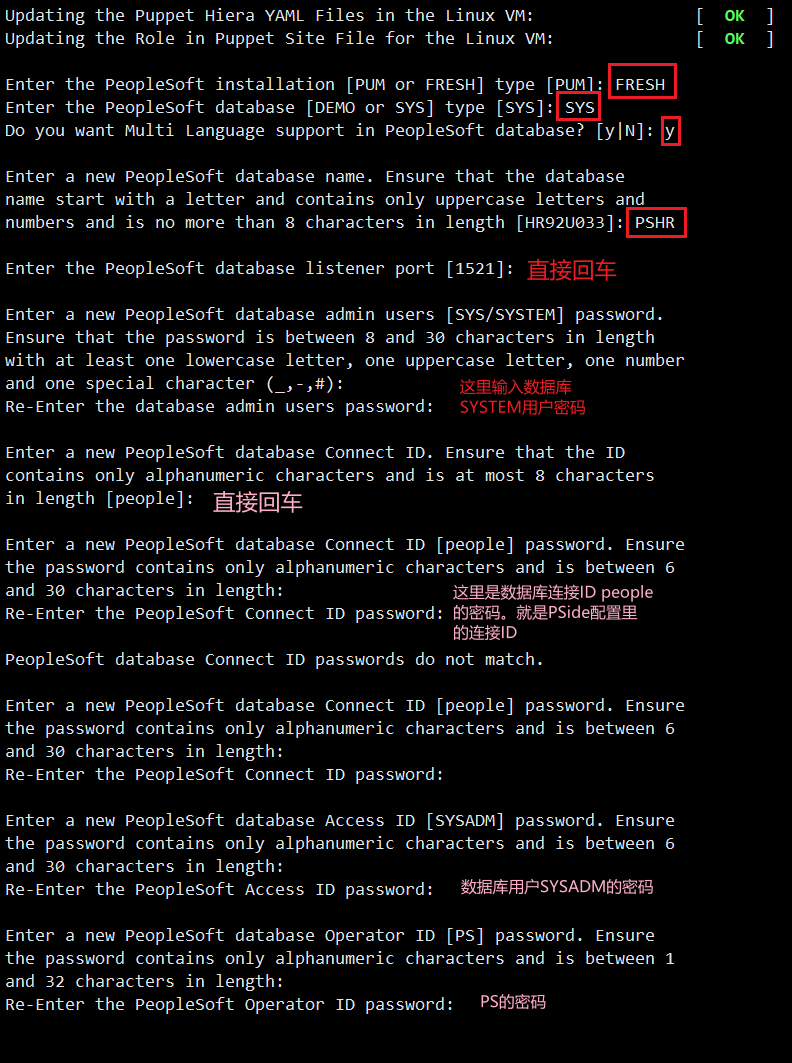 Updating the Puppet Hiera YAML Files in the Linux VM: [ OK ]
Updating the Role in Puppet Site File for the Linux VM: [ OK ]
Enter the PeopleSoft installation [PUM or FRESH] type [PUM]: FRESH
Enter the PeopleSoft database [DEMO or SYS] type [SYS]: SYS
Do you want Multi Language support in PeopleSoft database? [y|N]: y
Enter a new PeopleSoft database name. Ensure that the database
name start with a letter and contains only uppercase letters and
numbers and is no more than 8 characters in length [HR92U033]: PSHR
Enter the PeopleSoft database listener port [1521]: 直接回车
Enter a new PeopleSoft database admin users [SYS/SYSTEM] password.
Ensure that the password is between 8 and 30 characters in length
with at least one lowercase letter, one uppercase letter, one number
and one special character (_,-,#): 这里输入数据库
Re-Enter the database admin users password: SYSTEM用户密码
Enter a new PeopleSoft database Connect ID. Ensure that the ID
contains only alphanumeric characters and is at most 8 characters
in length [people]: 直接回车
Enter a new PeopleSoft database Connect ID [people] password. Ensure
the password contains only alphanumeric characters and is between 6
and 30 characters in length: 这里是数据库连接ID people
Re-Enter the PeopleSoft Connect ID password: 的密码。就是PSide配置里
的连接ID
PeopleSoft database Connect ID passwords do not match.
Enter a new PeopleSoft database Connect ID [people] password. Ensure
the password contains only alphanumeric characters and is between 6
and 30 characters in length:
Re-Enter the PeopleSoft Connect ID password:
Enter a new PeopleSoft database Access ID [SYSADM] password. Ensure
the password contains only alphanumeric characters and is between 6
and 30 characters in length:
Re-Enter the PeopleSoft Access ID password: 数据库用户SYSADM的密码
Enter a new PeopleSoft database Operator ID [PS] password. Ensure
the password contains only alphanumeric characters and is between 1
and 32 characters in length:
Re-Enter the PeopleSoft Operator ID password: PS的密码